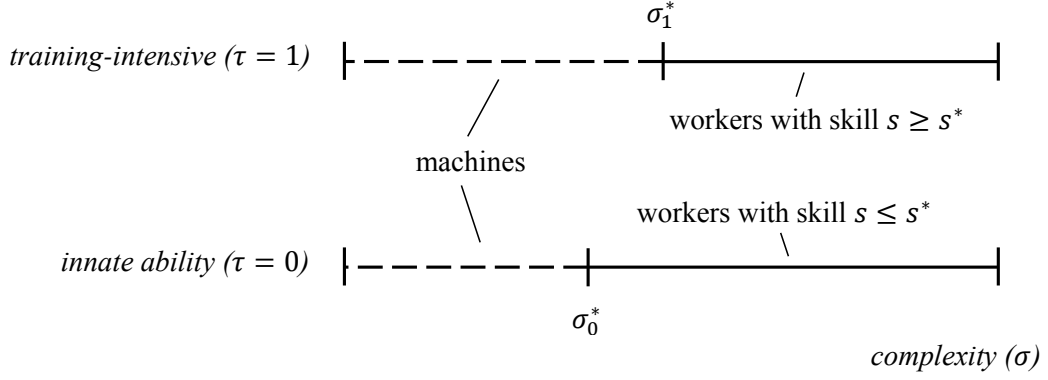 σ₁*
training-intensive (τ = 1)
workers with skill s ≥ s*
machines
workers with skill s ≤ s*
innate ability (τ = 0)
σ₀*
complexity (σ)